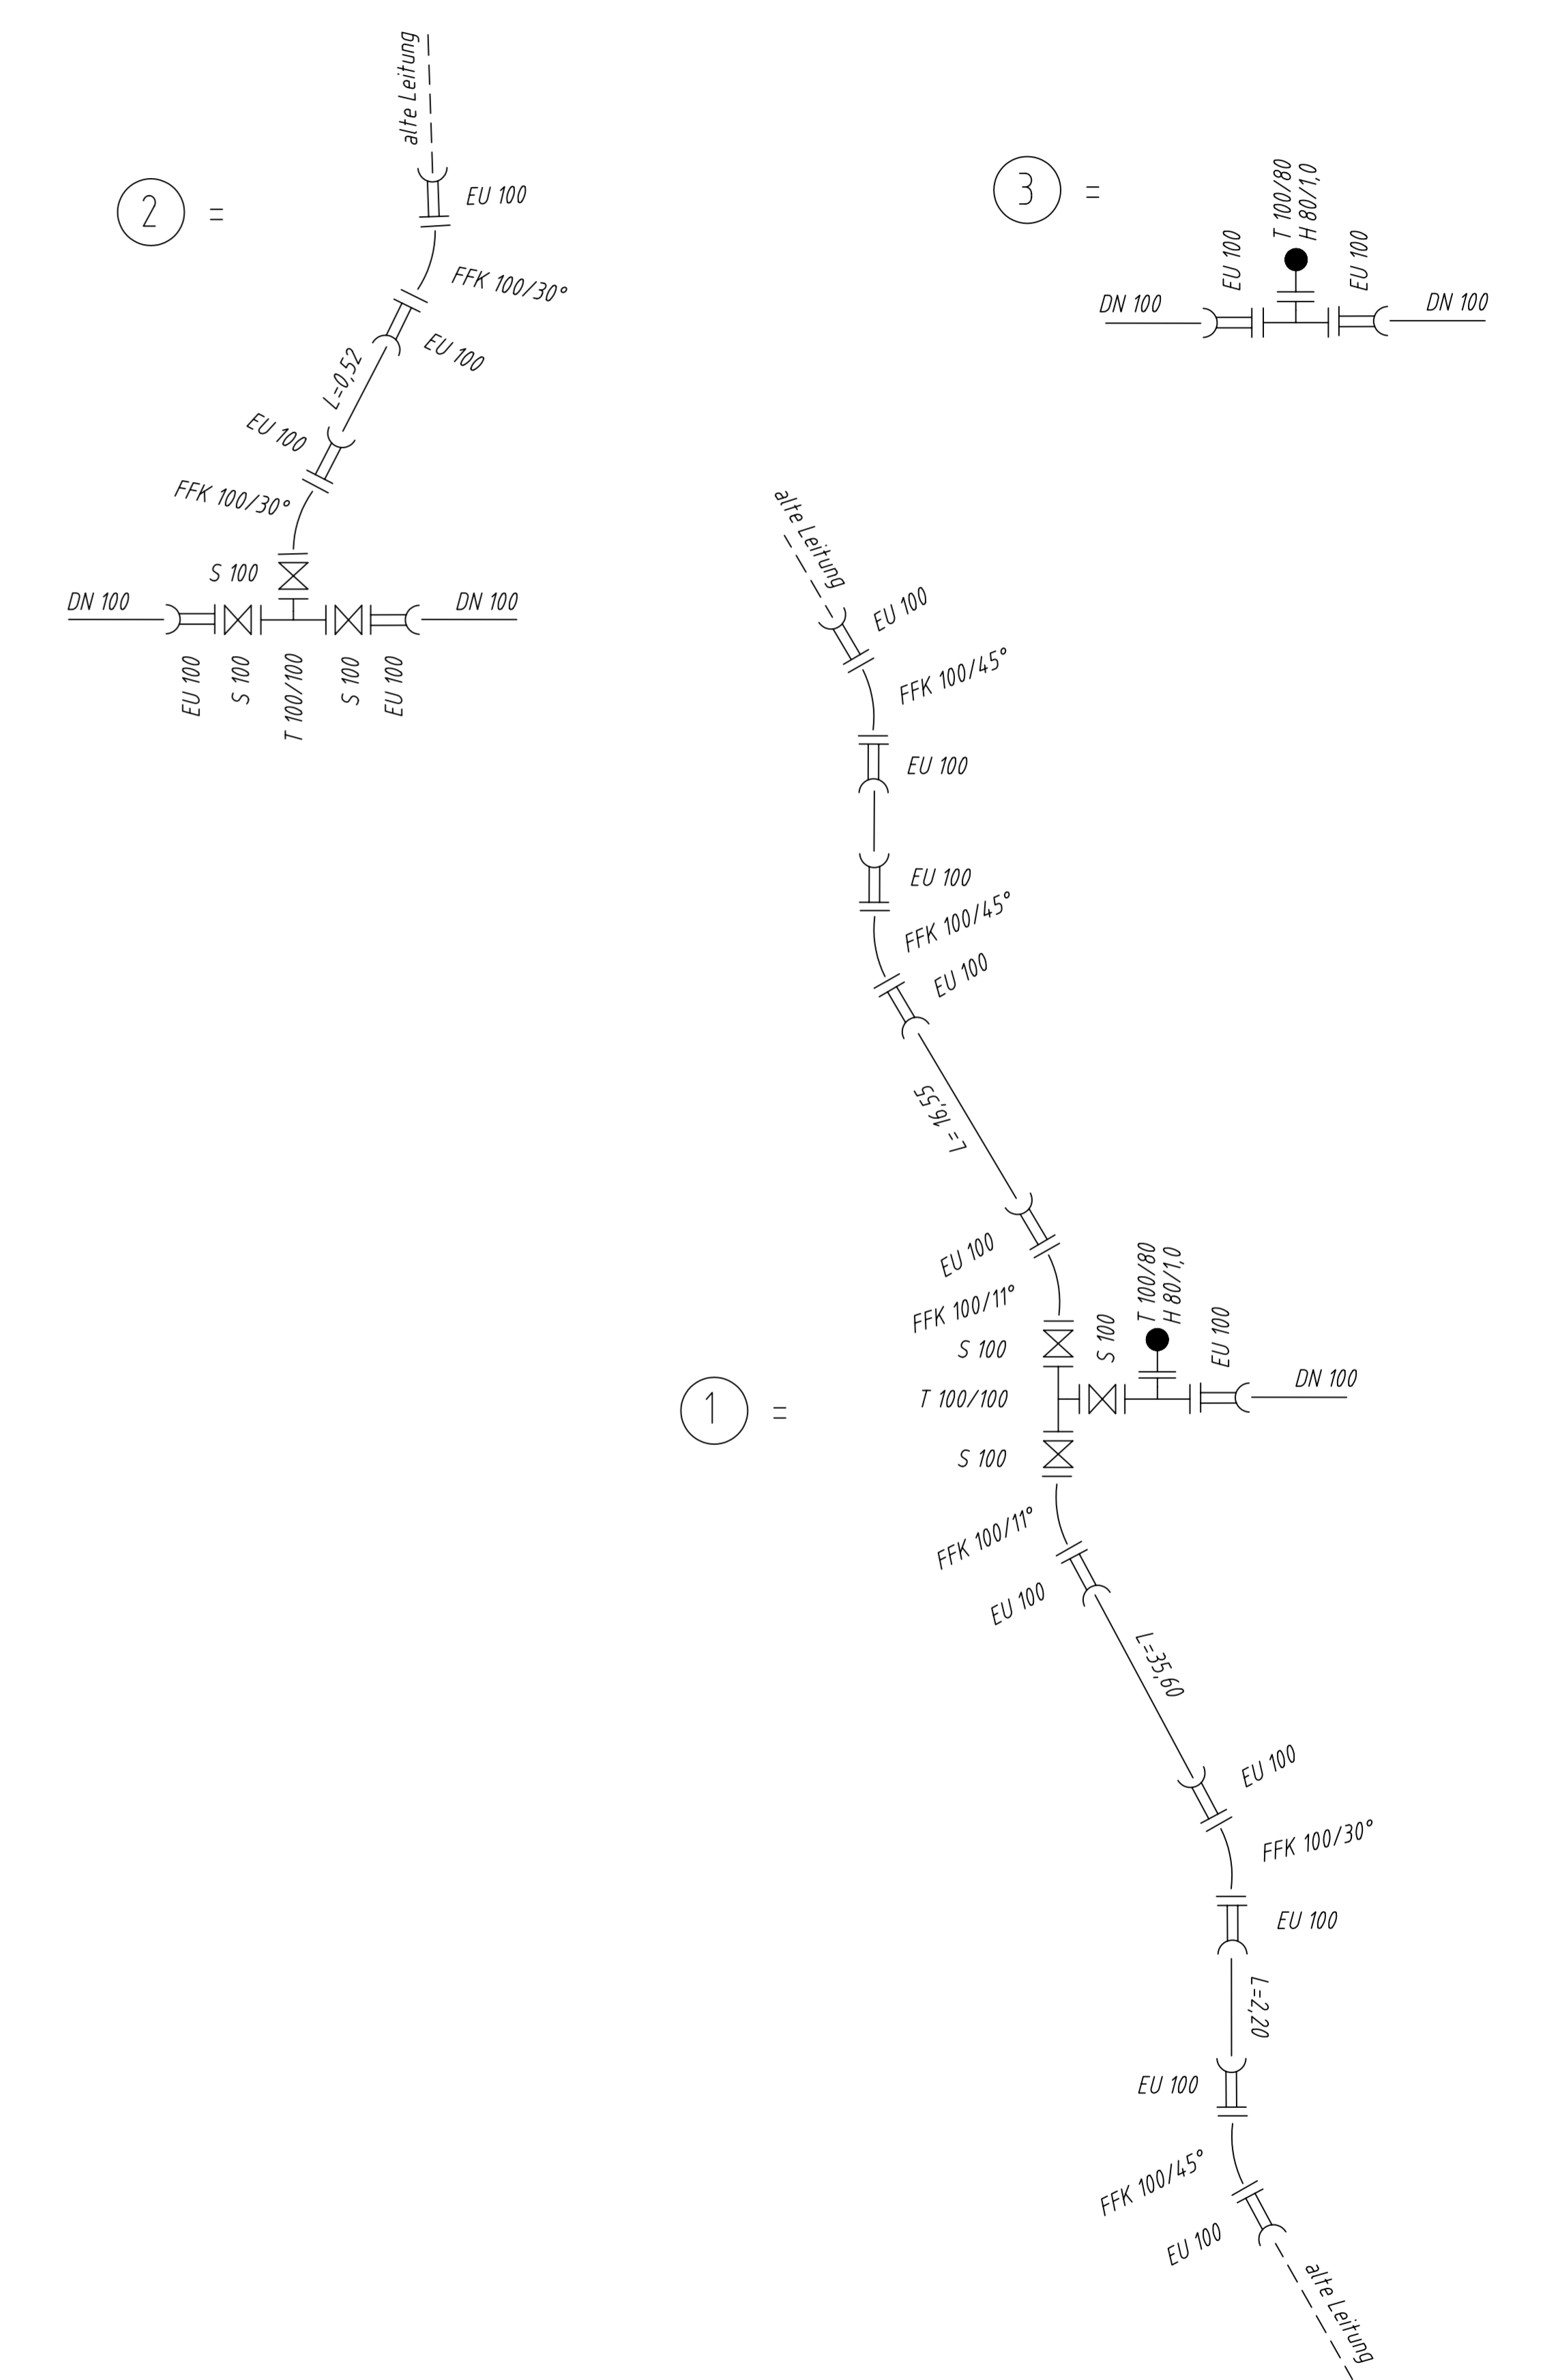 2 =
alte Leitung
EU 100
FFK 100/30°
EU 100
L=0,52
EU 100
FFK 100/30°
S 100
DN 100
DN 100
EU 100
S 100
T 100/100
S 100
EU 100
3 =
T 100/80
H 80/1,0
EU 100
EU 100
DN 100
DN 100
alte Leitung
EU 100
FFK 100/45°
EU 100
EU 100
FFK 100/45°
EU 100
L=16,55
EU 100
FFK 100/11°
S 100
S 100
T 100/80
H 80/1,0
EU 100
DN 100
1 =
T 100/100
S 100
FFK 100/11°
EU 100
L=35,60
EU 100
FFK 100/30°
EU 100
L=2,20
EU 100
FFK 100/45°
EU 100
alte Leitung